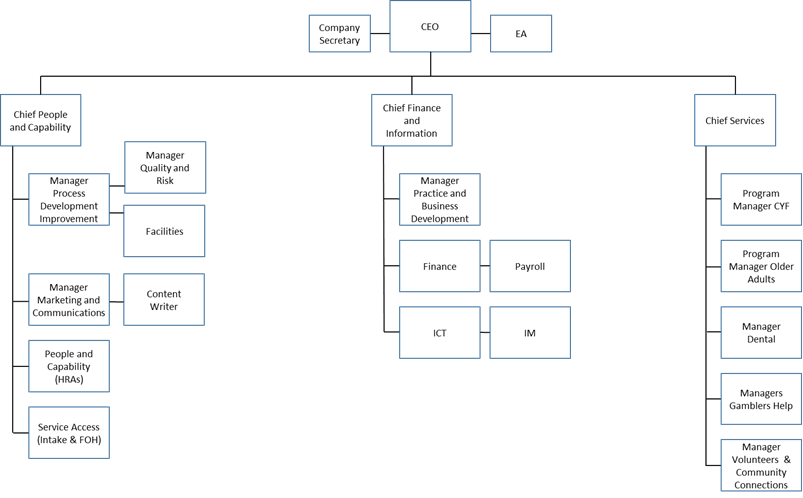 Company
Secretary
CEO
EA
Chief People
and Capability
Chief Finance
and
Information
Chief Services
Manager
Process
Development
Improvement
Manager
Quality and
Risk
Facilities
Manager
Marketing and
Communications
Content
Writer
People and
Capability
(HRAs)
Service Access
(Intake & FOH)
Manager
Practice and
Business
Development
Finance
Payroll
ICT
IM
Program
Manager CYF
Program
Manager Older
Adults
Manager
Dental
Managers
Gamblers Help
Manager
Volunteers &
Community
Connections